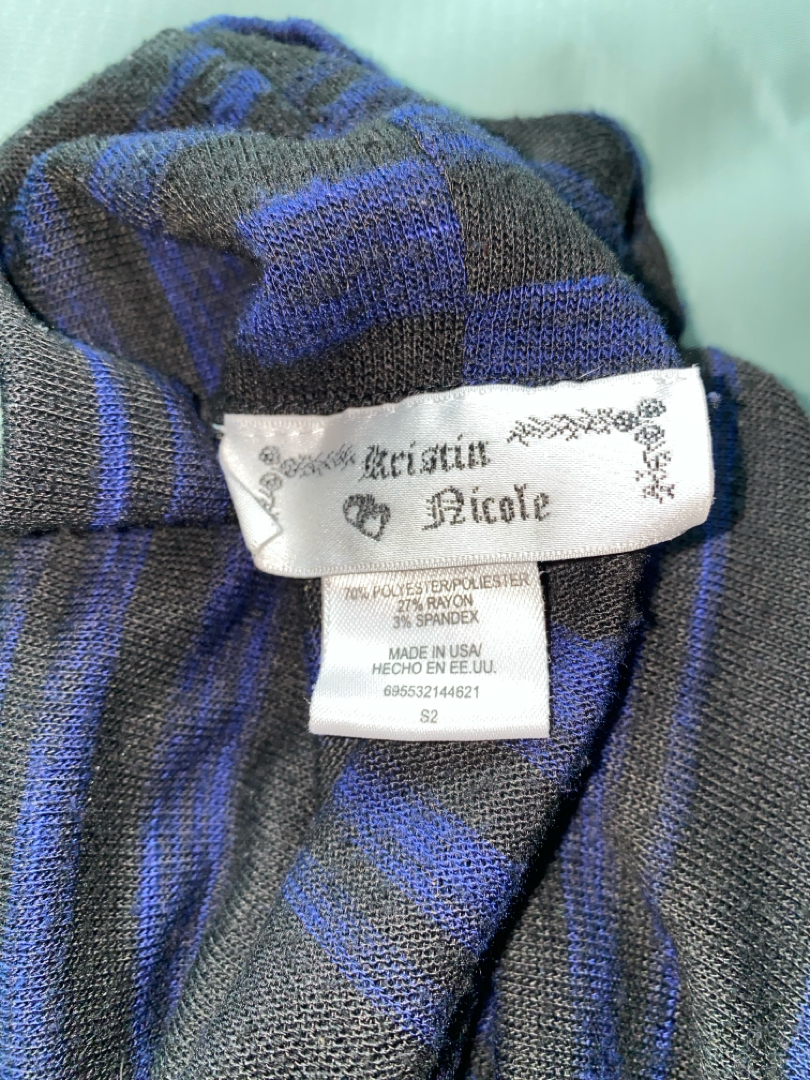 Kristin
Nicole
70% POLYESTER/POLIESTER
27% RAYON
3% SPANDEX
MADE IN USA/
HECHO EN EE.UU.
695532144621
S2